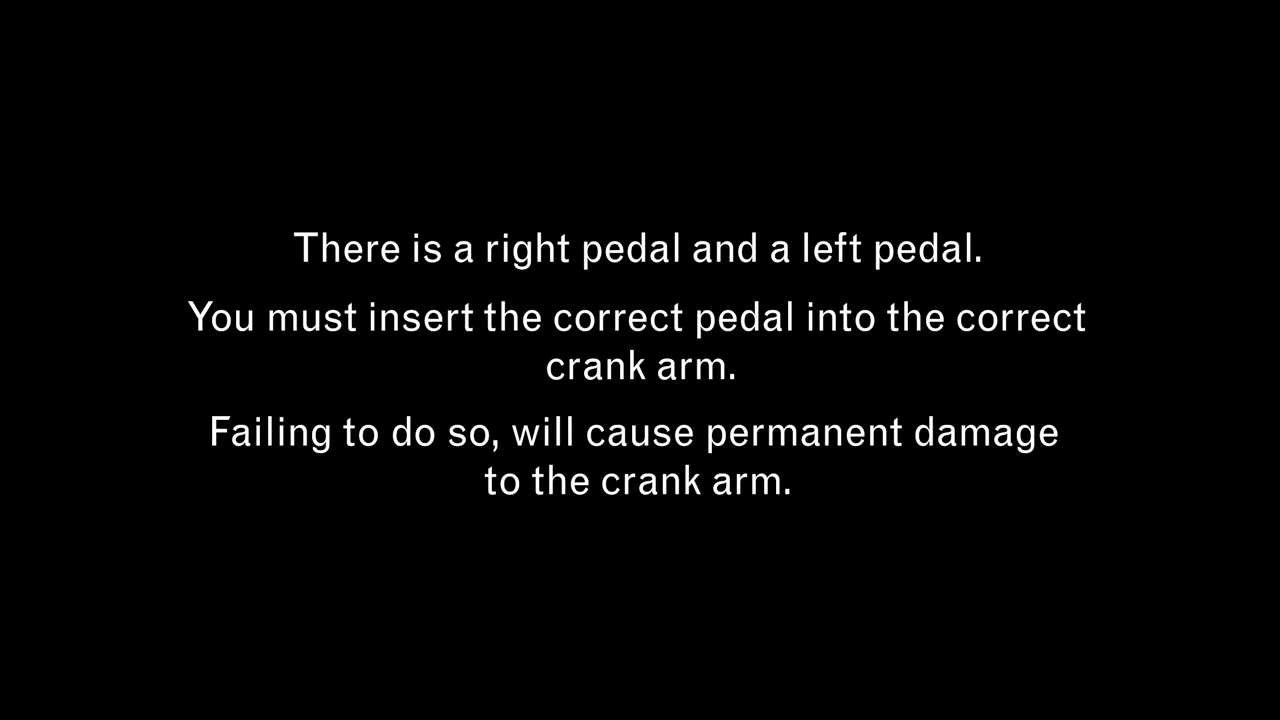 There is a right pedal and a left pedal.
You must insert the correct pedal into the correct
crank arm.
Failing to do so, will cause permanent damage
to the crank arm.